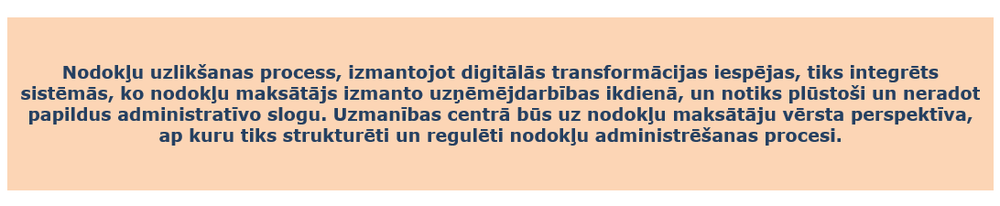 Nodokļu uzlikšanas process, izmantojot digitālās transformācijas iespējas, tiks integrēts
sistēmās, ko nodokļu maksātājs izmanto uzņēmējdarbības ikdienā, un notiks plūstoši un neradot
papildus administratīvo slogu. Uzmanības centrā būs uz nodokļu maksātāju vērsta perspektīva,
ap kuru tiks strukturēti un regulēti nodokļu administrēšanas procesi.